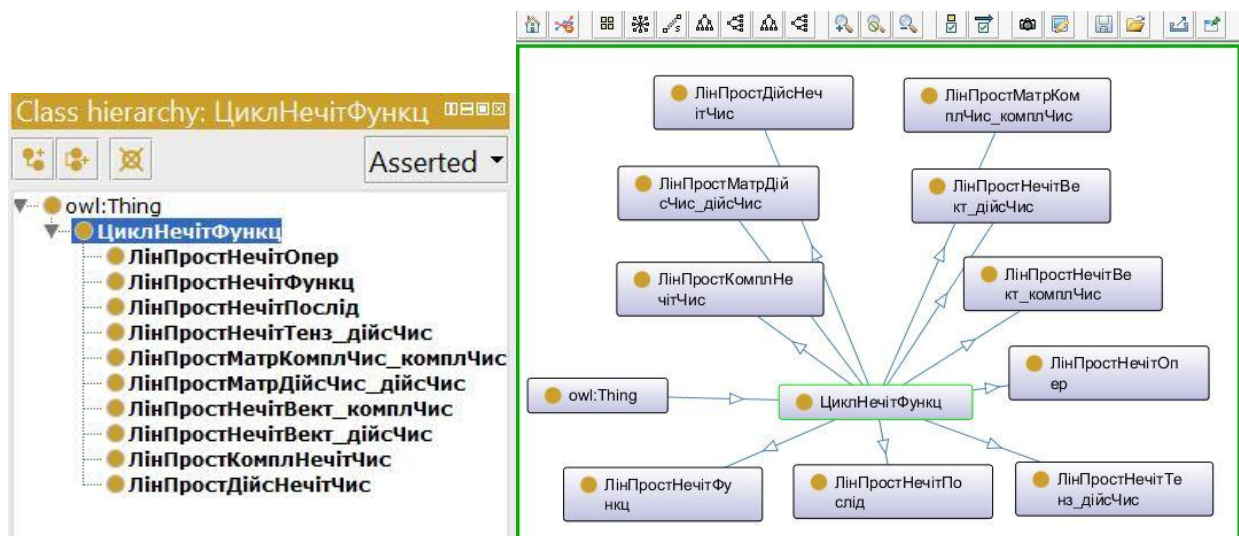 Class hierarchy: ЦиклНечітФункц
Asserted
owl:Thing
ЦиклНечітФункц
ЛінПростНечітОпер
ЛінПростНечітФункц
ЛінПростНечітПослід
ЛінПростНечітТенз_дійсЧис
ЛінПростМатрКомплЧис_комплЧис
ЛінПростМатрДійсЧис_дійсЧис
ЛінПростНечітВект_комплЧис
ЛінПростНечітВект_дійсЧис
ЛінПростКомплНечітЧис
ЛінПростДійсНечітЧис
ЛінПростДійсНеч
ітЧис
ЛінПростМатрКом
плЧис_комплЧис
ЛінПростМатрДій
сЧис_дійсЧис
ЛінПростНечітВе
кт_дійсЧис
ЛінПростКомплНе
чітЧис
ЛінПростНечітВе
кт_комплЧис
ЛінПростНечітОп
ер
owl:Thing
ЦиклНечітФункц
ЛінПростНечітФу
нкц
ЛінПростНечітПо
слід
ЛінПростНечітТе
нз_дійсЧис